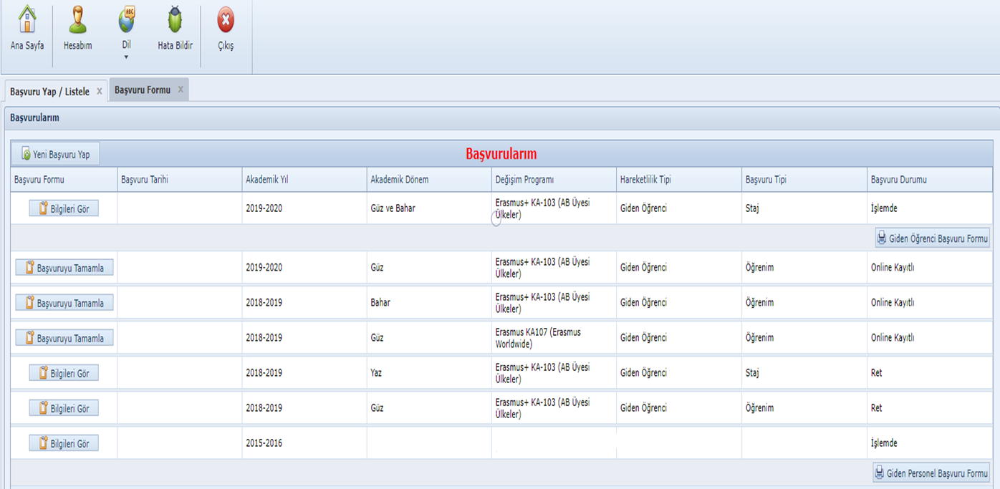 Ana Sayfa
Hesabım
Dil
ABC
Hata Bildir
Çıkış
Başvuru Yap / Listele x
Başvuru Formu x
Başvurularım
Yeni Başvuru Yap
Başvurularım
Başvuru Formu Başvuru Tarihi Akademik Yıl Akademik Dönem Değişim Programı Hareketlilik Tipi Başvuru Tipi Başvuru Durumu
Bilgileri Gör 2019-2020 Güz ve Bahar Erasmus+ KA-103 (AB Üyesi
Ülkeler) Giden Öğrenci Staj İşlemde
Giden Öğrenci Başvuru Formu
Başvuruyu Tamamla 2019-2020 Güz Erasmus+ KA-103 (AB Üyesi
Ülkeler) Giden Öğrenci Öğrenim Online Kayıtlı
Başvuruyu Tamamla 2018-2019 Bahar Erasmus+ KA-103 (AB Üyesi
Ülkeler) Giden Öğrenci Öğrenim Online Kayıtlı
Başvuruyu Tamamla 2018-2019 Güz Erasmus KA107 (Erasmus
Worldwide) Giden Öğrenci Öğrenim Online Kayıtlı
Bilgileri Gör 2018-2019 Yaz Erasmus+ KA-103 (AB Üyesi
Ülkeler) Giden Öğrenci Staj Ret
Bilgileri Gör 2018-2019 Güz Erasmus+ KA-103 (AB Üyesi
Ülkeler) Giden Öğrenci Öğrenim Ret
Bilgileri Gör 2015-2016 İşlemde
Giden Personel Başvuru Formu